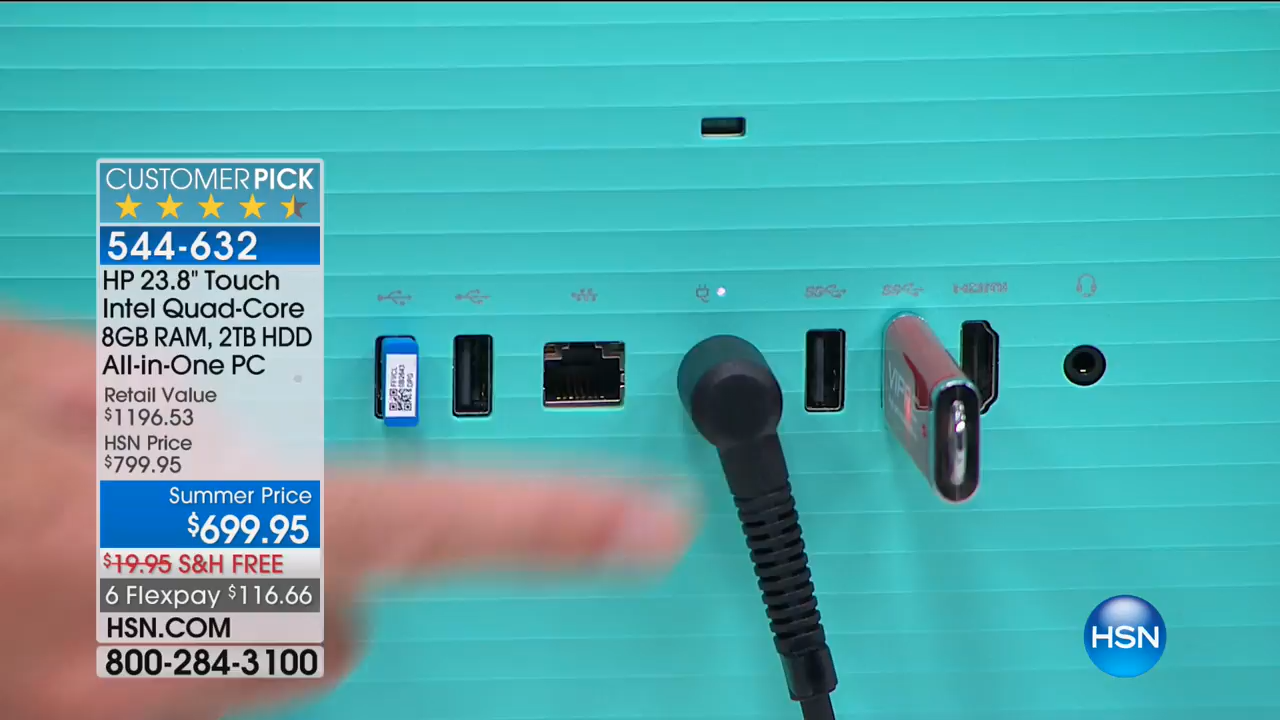 CUSTOMERPICK
544-632
HP 23.8" Touch
Intel Quad-Core
8GB RAM, 2TB HDD
All-in-One PC
Retail Value
$1196.53
HSN Price
$799.95
Summer Price
$699.95
$19.95 S&H FREE
6 Flexpay $116.66
HSN.COM
800-284-3100
HSN